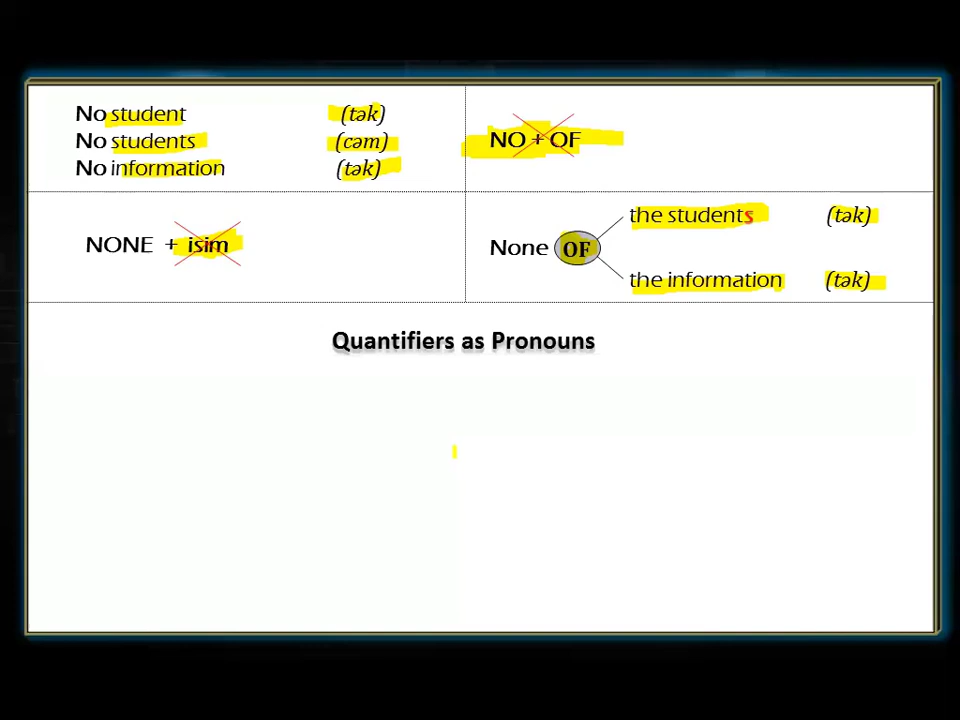 No student (tək)
No students (cəm)
No information (tək)
NO + OF
NONE + isim
the students (tək)
None OF
the information (tək)
Quantifiers as Pronouns